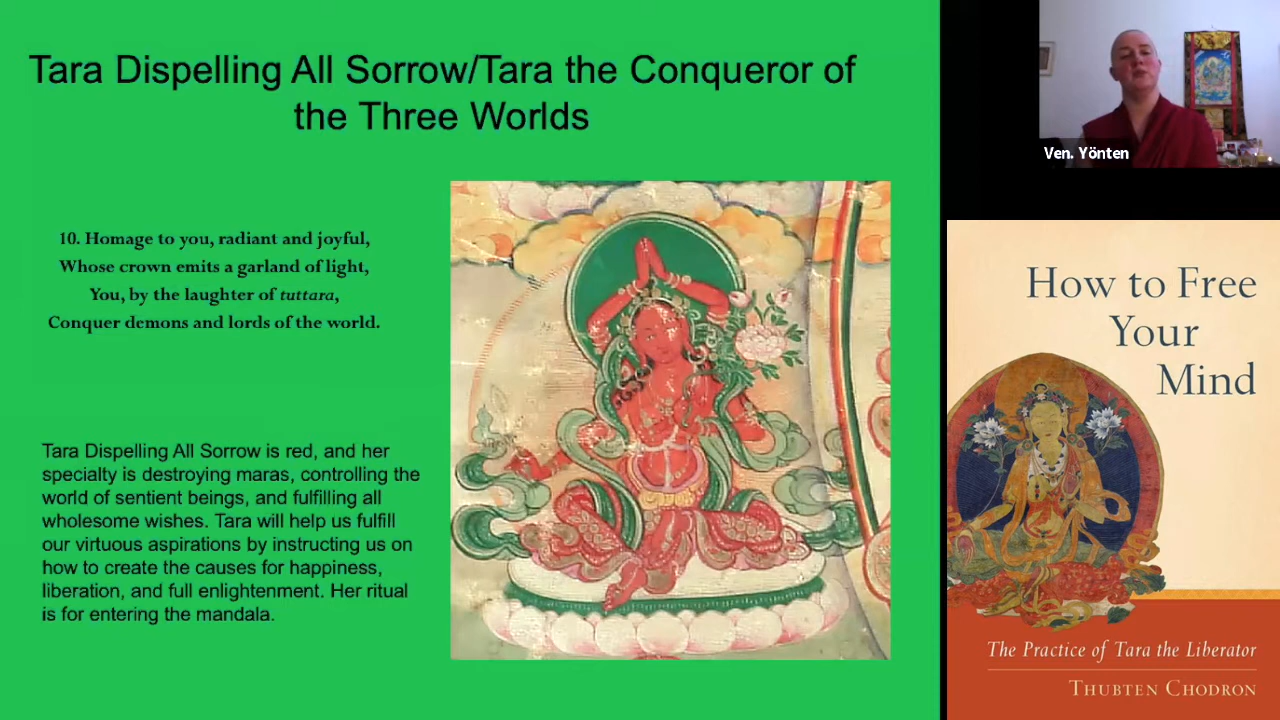 Tara Dispelling All Sorrow/Tara the Conqueror of
the Three Worlds
10. Homage to you, radiant and joyful,
Whose crown emits a garland of light,
You, by the laughter of tuttara,
Conquer demons and lords of the world.
Tara Dispelling All Sorrow is red, and her
specialty is destroying maras, controlling the
world of sentient beings, and fulfilling all
wholesome wishes. Tara will help us fulfill
our virtuous aspirations by instructing us on
how to create the causes for happiness,
liberation, and full enlightenment. Her ritual
is for entering the mandala.
Ven. Yönten
How to Free
Your
Mind
The Practice of Tara the Liberator
THUBTEN CHODRON